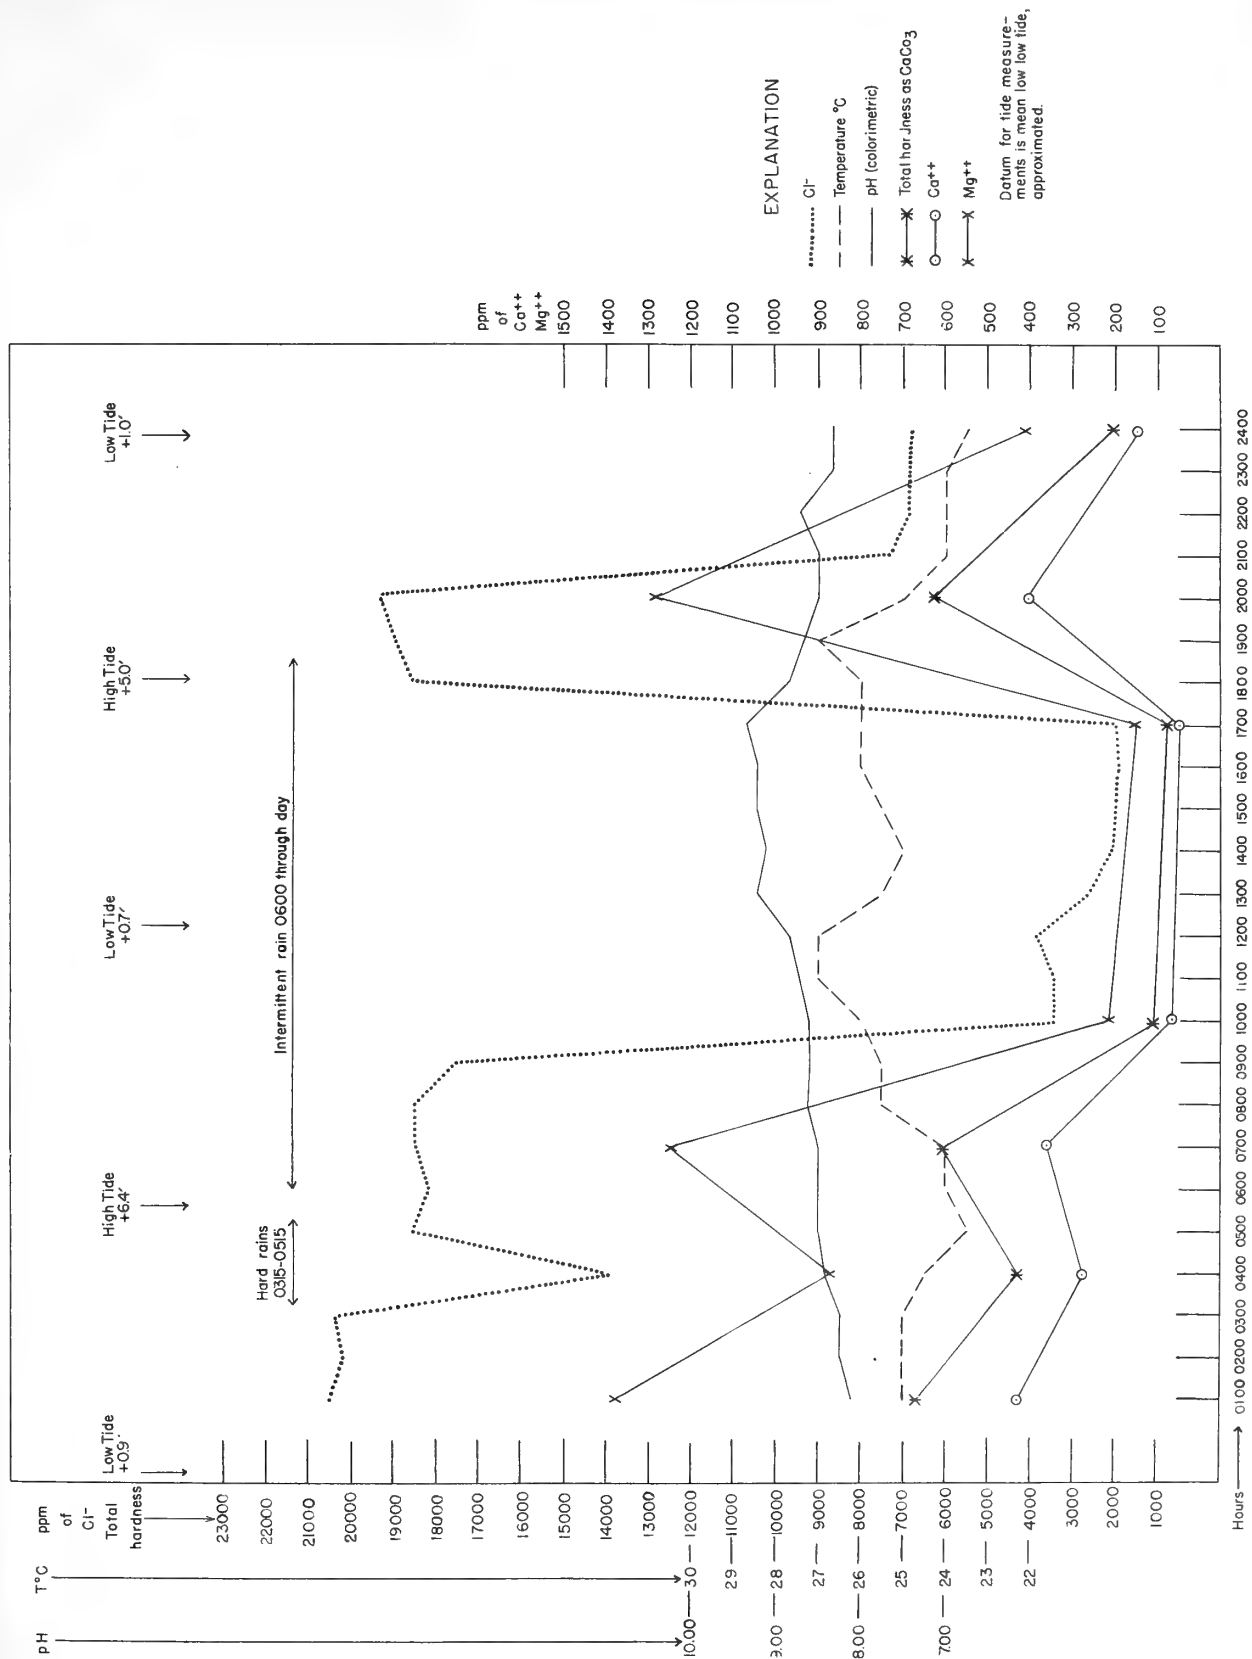 pH
T°C
ppm
of
Cl-
Total
hardness
23000
22000
21000
20000
19000
18000
17000
16000
15000
14000
13000
10.00 30 12000
29 11000
9.00 28 10000
27 9000
8.00 26 8000
25 7000
7.00 24 6000
23 5000
22 4000
3000
2000
1000
Low Tide
+0.9'
High Tide
+6.4'
Low Tide
+0.7'
High Tide
+5.0'
Low Tide
+1.0'
Hard rains
0315-0515
Intermittent rain 0600 through day
ppm
of
Ca++
Mg++
1500
1400
1300
1200
1100
1000
900
800
700
600
500
400
300
200
100
Hours
0100 0200 0300 0400 0500 0600 0700 0800 0900 1000 1100 1200 1300 1400 1500 1600 1700 1800 1900 2000 2100 2200 2300 2400
EXPLANATION
Cl-
Temperature °C
pH (colorimetric)
Total harJness as CaCo3
Ca++
Mg++
Datum for tide measure-
ments is mean low low tide,
approximated.